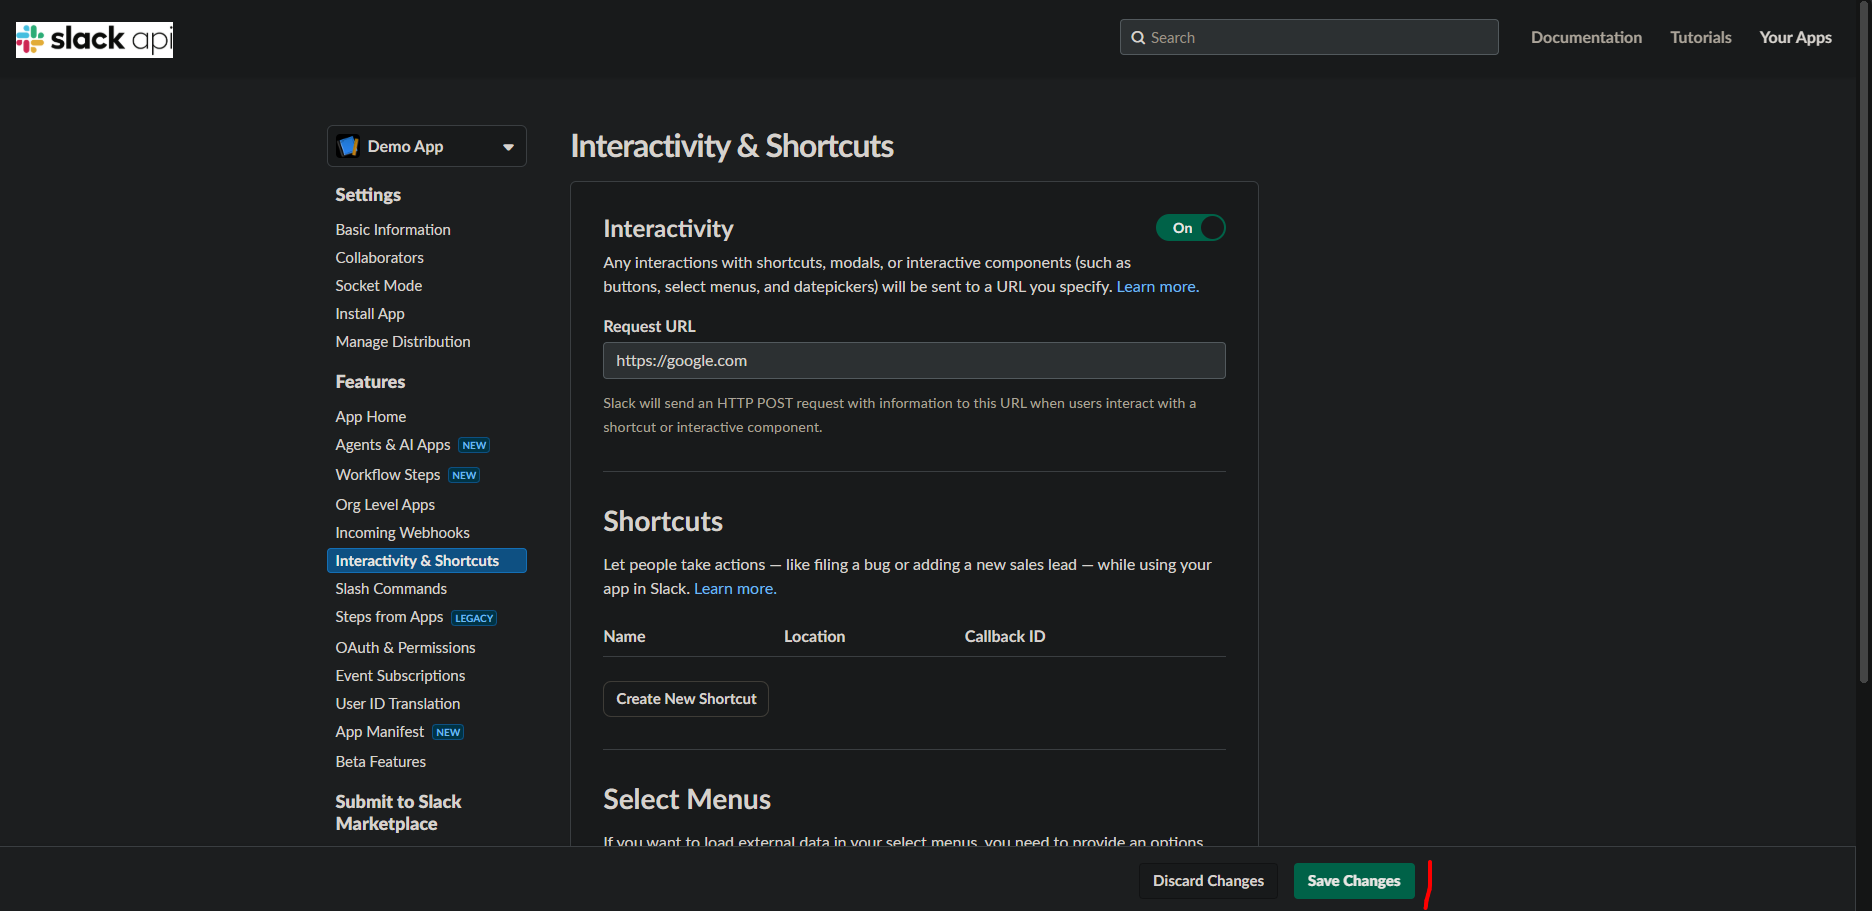 slack api
Search
Documentation
Tutorials
Your Apps
Demo App
Settings
Basic Information
Collaborators
Socket Mode
Install App
Manage Distribution
Features
App Home
Agents & AI Apps NEW
Workflow Steps NEW
Org Level Apps
Incoming Webhooks
Interactivity & Shortcuts
Slash Commands
Steps from Apps LEGACY
OAuth & Permissions
Event Subscriptions
User ID Translation
App Manifest NEW
Beta Features
Submit to Slack
Marketplace
Interactivity & Shortcuts
Interactivity
On
Any interactions with shortcuts, modals, or interactive components (such as
buttons, select menus, and datepickers) will be sent to a URL you specify. Learn more.
Request URL
https://google.com
Slack will send an HTTP POST request with information to this URL when users interact with a
shortcut or interactive component.
Shortcuts
Let people take actions — like filing a bug or adding a new sales lead — while using your
app in Slack. Learn more.
Name Location Callback ID
Create New Shortcut
Select Menus
If you want to load external data in your select menus, you need to provide an options
Discard Changes
Save Changes